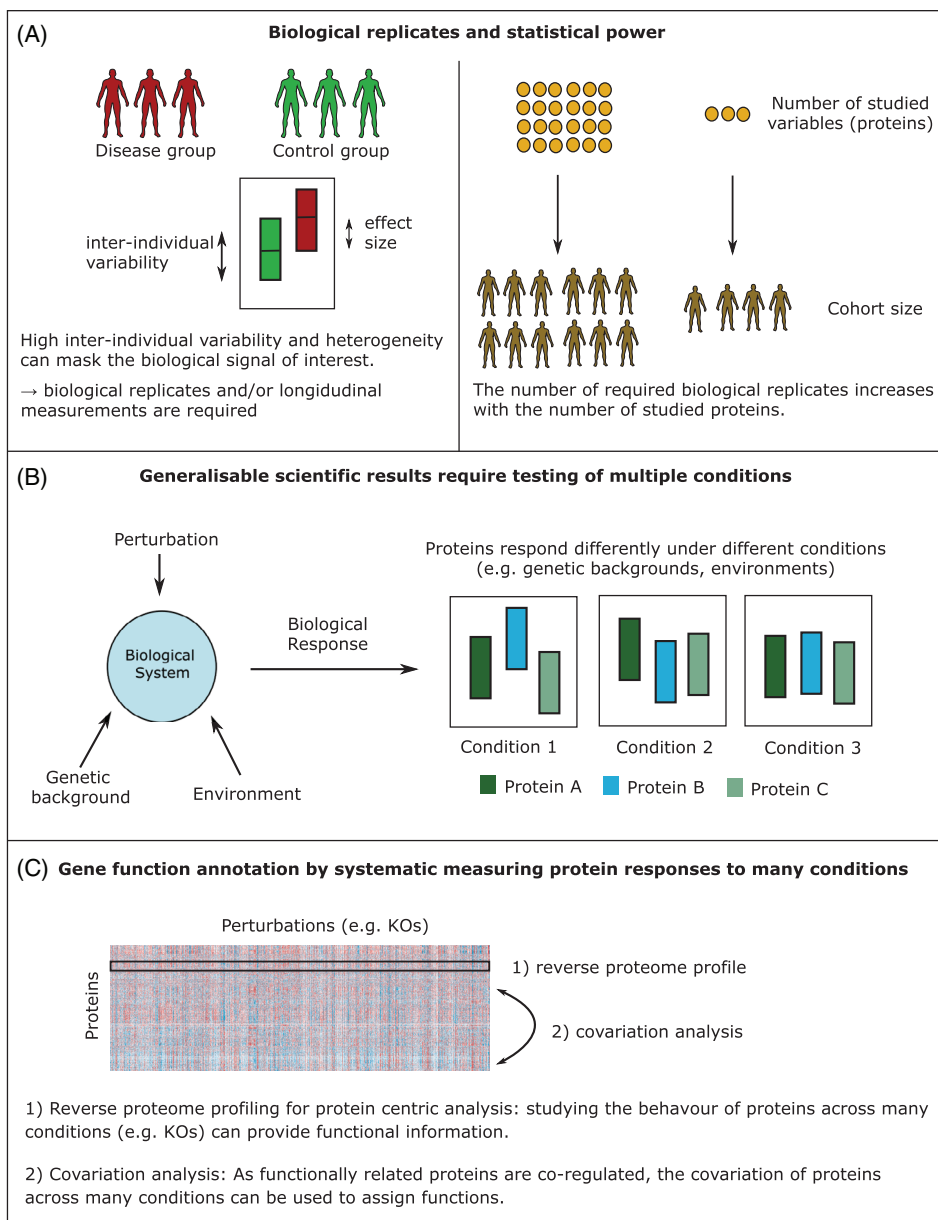 (A)
Biological replicates and statistical power
Disease group
Control group
inter-individual
variability
effect
size
High inter-individual variability and heterogeneity
can mask the biological signal of interest.
→ biological replicates and/or longidudinal
measurements are required
Number of studied
variables (proteins)
Cohort size
The number of required biological replicates increases
with the number of studied proteins.
(B)
Generalisable scientific results require testing of multiple conditions
Perturbation
Biological
System
Genetic
background
Environment
Biological
Response
Proteins respond differently under different conditions
(e.g. genetic backgrounds, environments)
Condition 1
Condition 2
Condition 3
Protein A
Protein B
Protein C
(C) Gene function annotation by systematic measuring protein responses to many conditions
Perturbations (e.g. KOs)
Proteins
1) reverse proteome profile
2) covariation analysis
1) Reverse proteome profiling for protein centric analysis: studying the behavour of proteins across many
conditions (e.g. KOs) can provide functional information.
2) Covariation analysis: As functionally related proteins are co-regulated, the covariation of proteins
across many conditions can be used to assign functions.